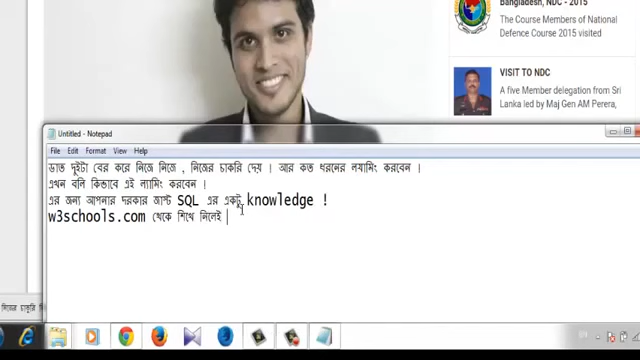 Bangladesh, NDC - 2015
The Course Members of National
Defence Course 2015 visited
VISIT TO NDC
A five Member delegation from Sri
Lanka led by Maj Gen AM Perera,
Untitled - Notepad
File Edit Format View Help
ডাত দূইটা বের করে নিজে নিজে , নিজের চাকরি দেয় । আর কত ধরনের ল্যামিং করবেন ।
এখন বলি কিভাবে এই ল্যামিং করবেন ।
এর জন্য আপনার দরকার জাস্ট SQL এর একটু knowledge !
w3schools.com থেকে শিখে নিলেই